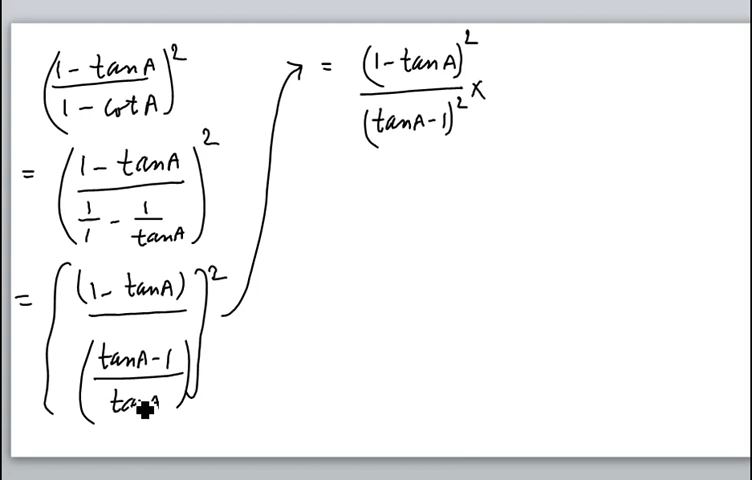 (1 - tanA / 1 - cotA)²
= (1 - tanA / 1/1 - 1/tanA)²
= {(1 - tanA) / (tanA - 1 / tanA)}²
= (1 - tanA)² / (tanA - 1)² ×